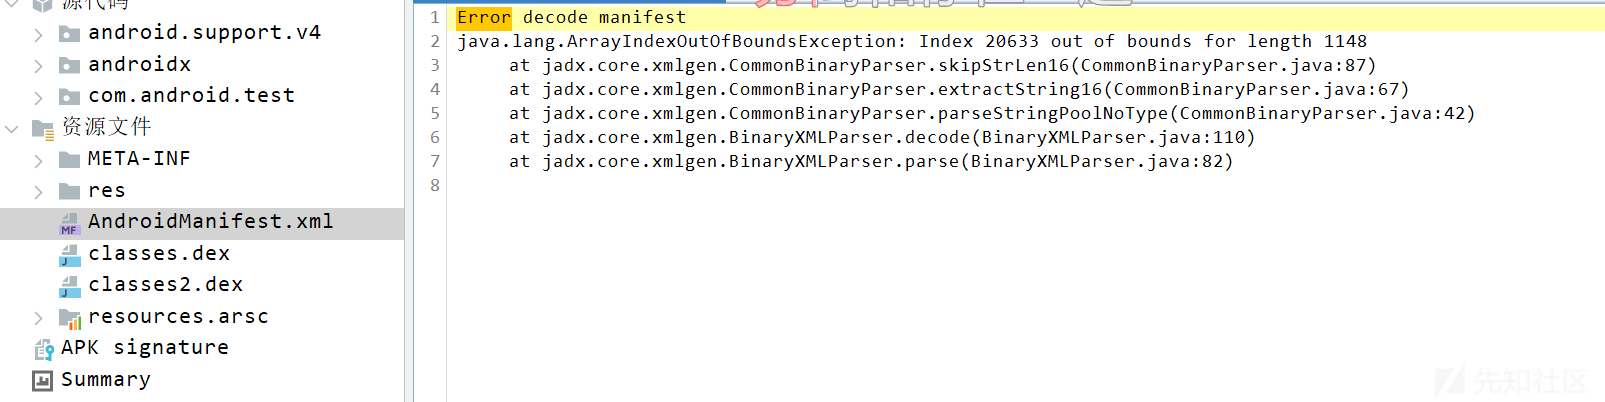 源代码
android.support.v4
androidx
com.android.test
资源文件
META-INF
res
AndroidManifest.xml
classes.dex
classes2.dex
resources.arsc
APK signature
Summary
1 Error decode manifest
2 java.lang.ArrayIndexOutOfBoundsException: Index 20633 out of bounds for length 1148
3 at jadx.core.xmlgen.CommonBinaryParser.skipStrLen16(CommonBinaryParser.java:87)
4 at jadx.core.xmlgen.CommonBinaryParser.extractString16(CommonBinaryParser.java:67)
5 at jadx.core.xmlgen.CommonBinaryParser.parseStringPoolNoType(CommonBinaryParser.java:42)
6 at jadx.core.xmlgen.BinaryXMLParser.decode(BinaryXMLParser.java:110)
7 at jadx.core.xmlgen.BinaryXMLParser.parse(BinaryXMLParser.java:82)
8
先知社区